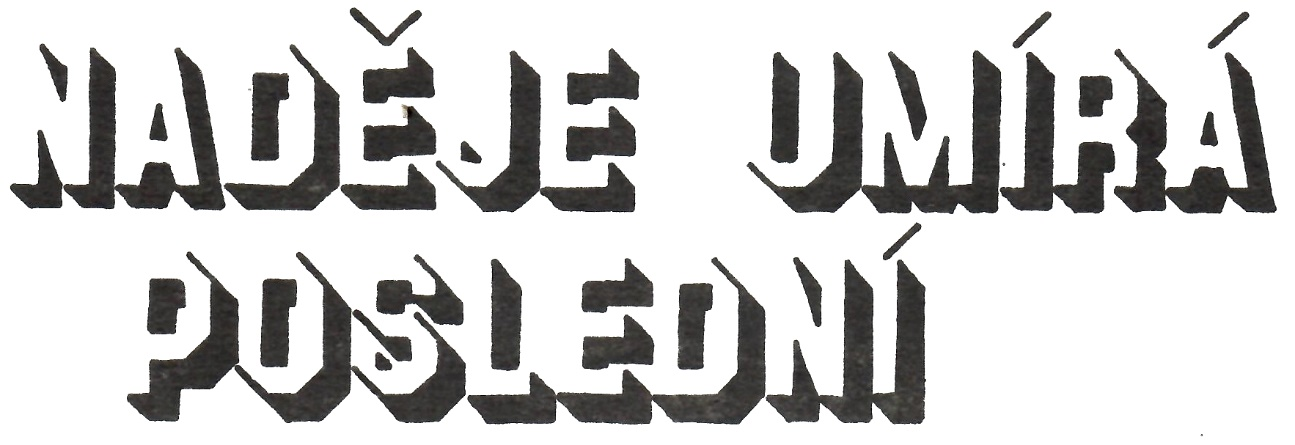 NADĚJE UMÍRÁ
POSLEDNÍ